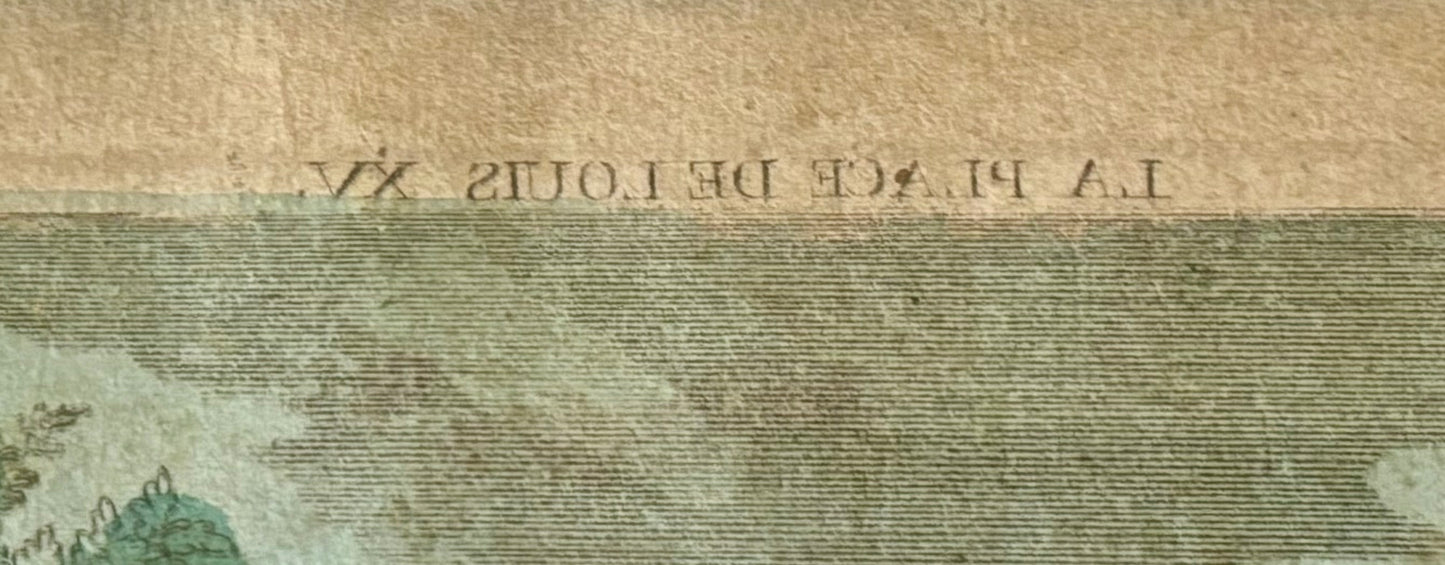 LA PLACE DE LOUIS XV.